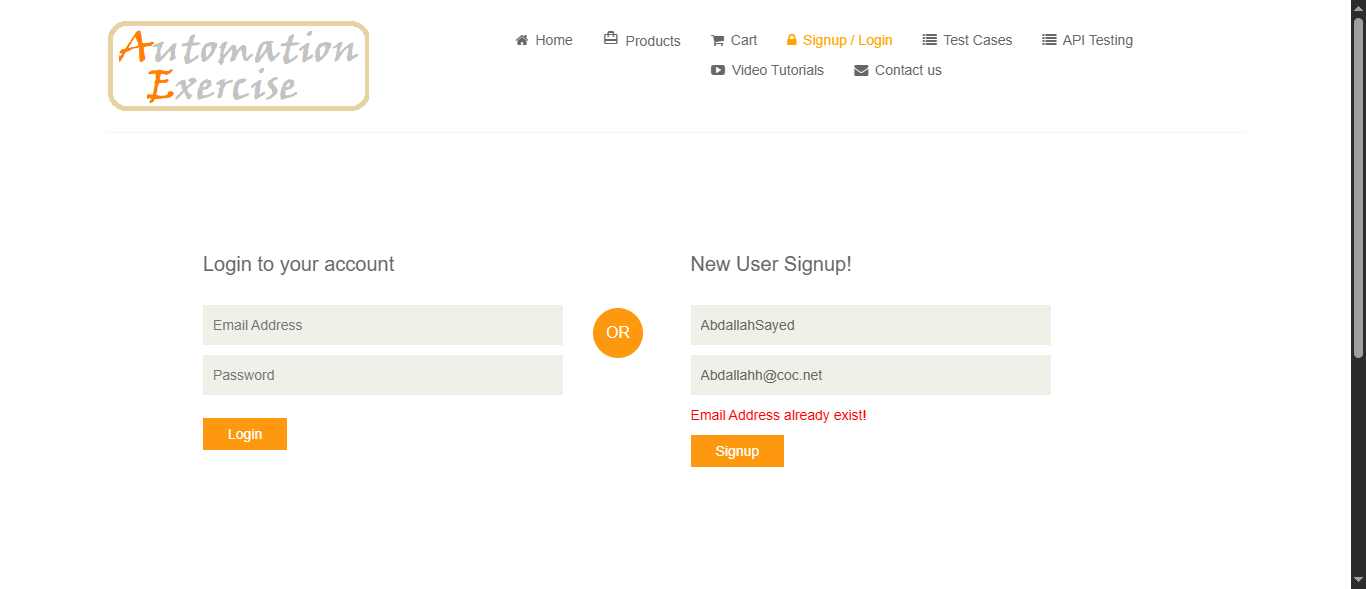 Automation
Exercise
Home Products Cart Signup / Login Test Cases API Testing
Video Tutorials Contact us
Login to your account
Email Address
Password
Login
OR
New User Signup!
AbdallahSayed
Abdallahh@coc.net
Email Address already exist!
Signup